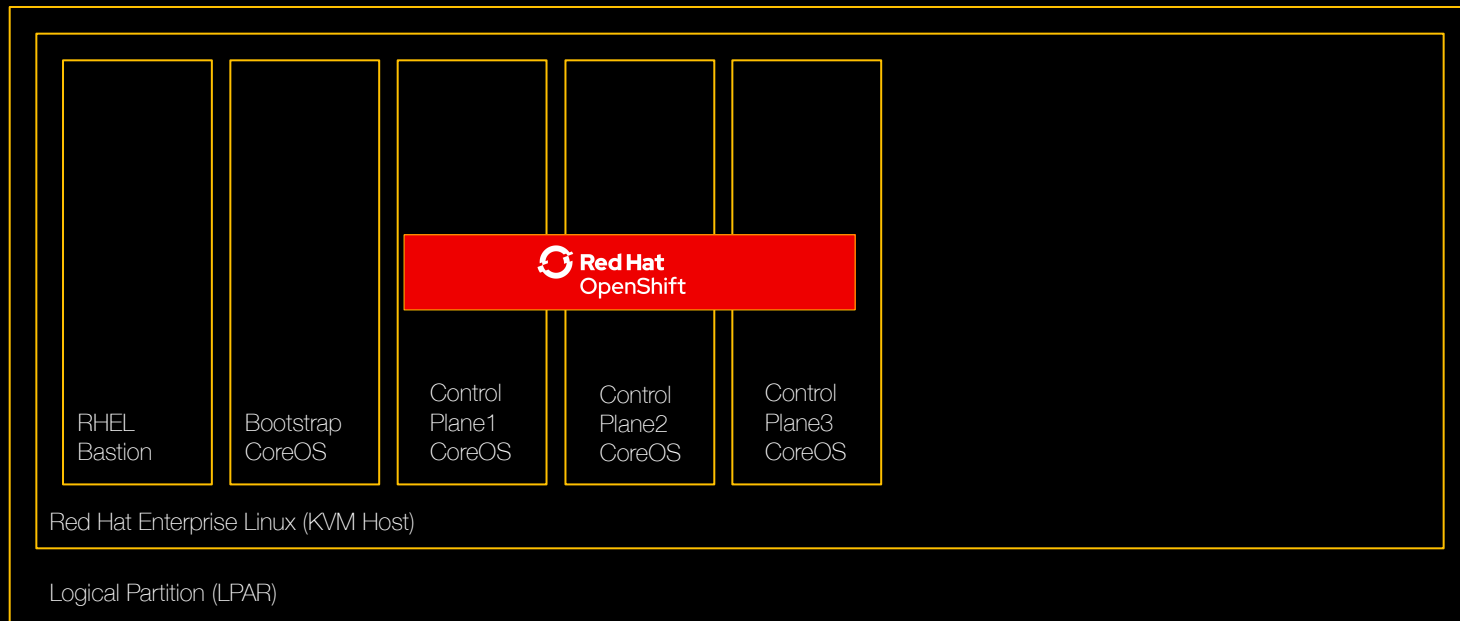 Red Hat
OpenShift
RHEL
Bastion
Bootstrap
CoreOS
Control
Plane1
CoreOS
Control
Plane2
CoreOS
Control
Plane3
CoreOS
Red Hat Enterprise Linux (KVM Host)
Logical Partition (LPAR)